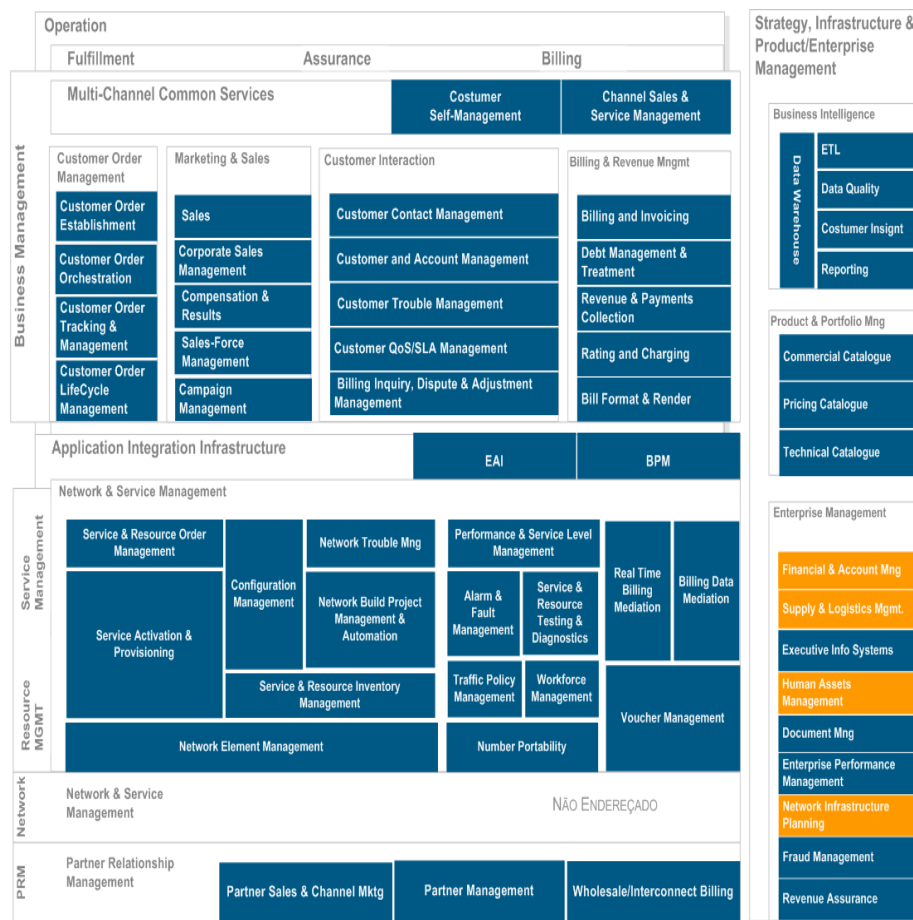 Operation
Fulfillment
Assurance
Billing
Business Management
Multi-Channel Common Services
Costumer
Self-Management
Channel Sales &
Service Management
Customer Order
Management
Customer Order
Establishment
Customer Order
Orchestration
Customer Order
Tracking &
Management
Customer Order
LifeCycle
Management
Marketing & Sales
Sales
Corporate Sales
Management
Compensation &
Results
Sales-Force
Management
Campaign
Management
Customer Interaction
Customer Contact Management
Customer and Account Management
Customer Trouble Management
Customer QoS/SLA Management
Billing Inquiry, Dispute & Adjustment
Management
Billing & Revenue Mngmt
Billing and Invoicing
Debt Management &
Treatment
Revenue & Payments
Collection
Rating and Charging
Bill Format & Render
Application Integration Infrastructure
EAI
BPM
Service
Management
Resource
MGMT
Network & Service Management
Service & Resource Order
Management
Service Activation &
Provisioning
Configuration
Management
Network Trouble Mng
Network Build Project
Management &
Automation
Service & Resource Inventory
Management
Network Element Management
Performance & Service Level
Management
Alarm &
Fault
Management
Service &
Resource
Testing &
Diagnostics
Traffic Policy
Management
Workforce
Management
Number Portability
Real Time
Billing
Mediation
Billing Data
Mediation
Voucher Management
Network
Network & Service
Management
NÃO ENDEREÇADO
PRM
Partner Relationship
Management
Partner Sales & Channel Mktg
Partner Management
Wholesale/Interconnect Billing
Strategy, Infrastructure &
Product/Enterprise
Management
Business Intelligence
Data Warehouse
ETL
Data Quality
Costumer Insignt
Reporting
Product & Portfolio Mng
Commercial Catalogue
Pricing Catalogue
Technical Catalogue
Enterprise Management
Financial & Account Mng
Supply & Logistics Mgmt.
Executive Info Systems
Human Assets
Management
Document Mng
Enterprise Performance
Management
Network Infrastructure
Planning
Fraud Management
Revenue Assurance